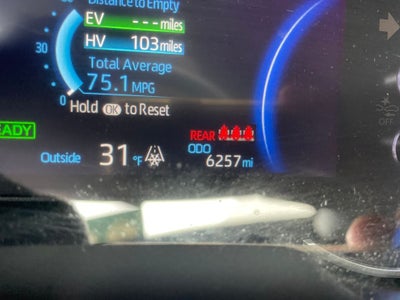 Distance to Empty
EV --- miles
HV 103 miles
30
Total Average
75.1 MPG
0
Hold OK to Reset
READY
REAR
ODO
Outside 31 °F
6257 mi
OFF